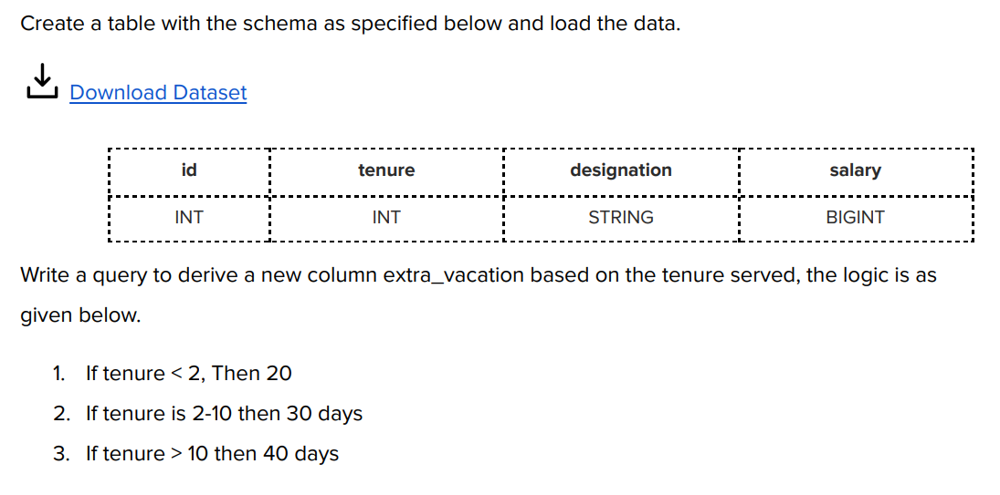 Create a table with the schema as specified below and load the data.
Download Dataset
id tenure designation salary
INT INT STRING BIGINT
Write a query to derive a new column extra_vacation based on the tenure served, the logic is as
given below.
1. If tenure < 2, Then 20
2. If tenure is 2-10 then 30 days
3. If tenure > 10 then 40 days